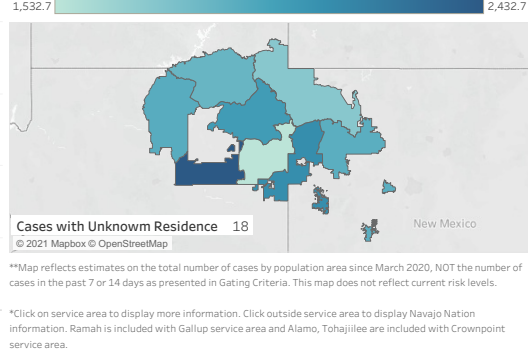 1,532.7 2,432.7
New Mexico
Cases with Unknowm Residence 18
© 2021 Mapbox © OpenStreetMap
**Map reflects estimates on the total number of cases by population area since March 2020, NOT the number of
cases in the past 7 or 14 days as presented in Gating Criteria. This map does not reflect current risk levels.
*Click on service area to display more information. Click outside service area to display Navajo Nation
information. Ramah is included with Gallup service area and Alamo, Tohajiilee are included with Crownpoint
service area.